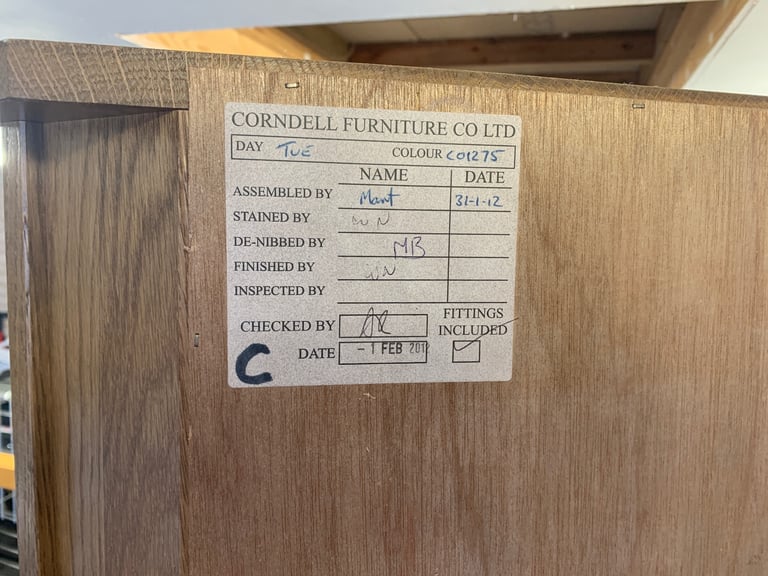 CORNDELL FURNITURE CO LTD
DAY TUE COLOUR C01275
NAME DATE
ASSEMBLED BY 31-1-12
STAINED BY
DE-NIBBED BY MB
FINISHED BY
INSPECTED BY
CHECKED BY
FITTINGS INCLUDED
DATE - 1 FEB 2012
C